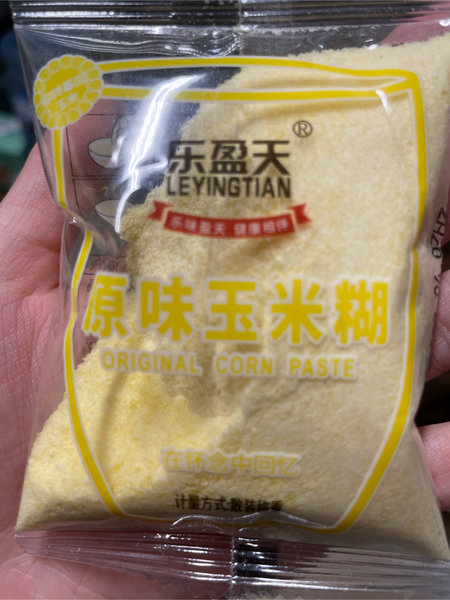 乐盈天®
LEYINGTIAN
乐味盈天 健康相伴
原味玉米糊
ORIGINAL CORN PASTE
在怀念中回忆
计量方式:散装称重